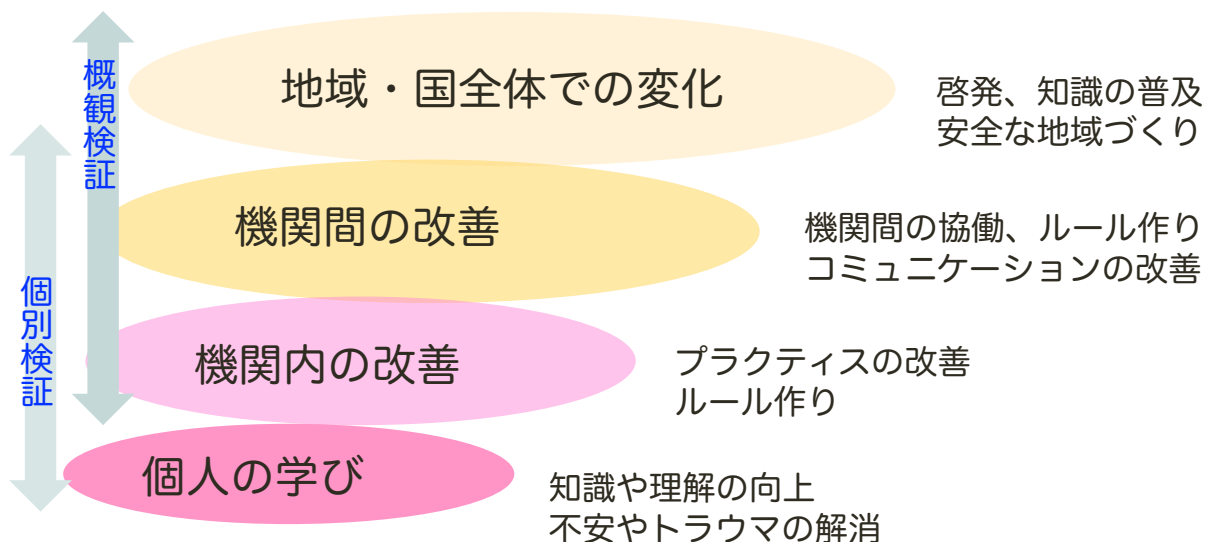 概観検証
個別検証
地域・国全体での変化
啓発、知識の普及
安全な地域づくり
機関間の改善
機関間の協働、ルール作り
コミュニケーションの改善
機関内の改善
プラクティスの改善
ルール作り
個人の学び
知識や理解の向上
不安やトラウマの解消